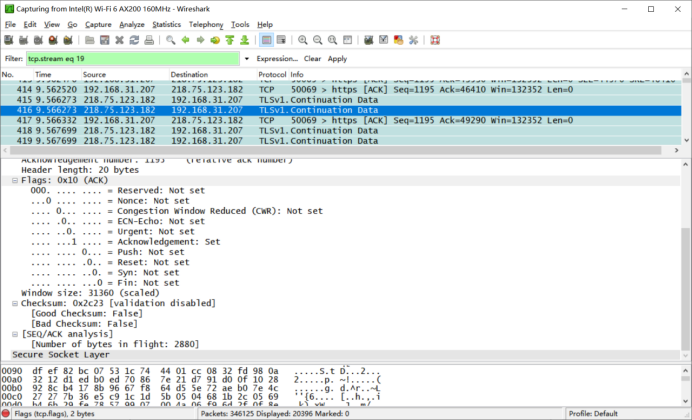 Capturing from Intel(R) Wi-Fi 6 AX200 160MHz - Wireshark
File Edit View Go Capture Analyze Statistics Telephony Tools Help
Filter: tcp.stream eq 19 Expression... Clear Apply
No. Time Source Destination Protocol Info
414 9.562520 192.168.31.207 218.75.123.182 TCP 50069 > https [ACK] Seq=1195 Ack=46410 Win=132352 Len=0
415 9.566273 218.75.123.182 192.168.31.207 TLSv1. Continuation Data
416 9.566273 218.75.123.182 192.168.31.207 TLSv1. Continuation Data
417 9.566332 192.168.31.207 218.75.123.182 TCP 50069 > https [ACK] Seq=1195 Ack=49290 Win=132352 Len=0
418 9.567699 218.75.123.182 192.168.31.207 TLSv1. Continuation Data
419 9.567699 218.75.123.182 192.168.31.207 TLSv1. Continuation Data
Acknowledgement number: 1195 (relative ack number)
Header length: 20 bytes
Flags: 0x10 (ACK)
000. .... .... = Reserved: Not set
...0 .... .... = Nonce: Not set
.... 0... .... = Congestion Window Reduced (CWR): Not set
.... .0.. .... = ECN-Echo: Not set
.... ..0. .... = Urgent: Not set
.... ...1 .... = Acknowledgement: Set
.... .... 0... = Push: Not set
.... .... .0.. = Reset: Not set
.... .... ..0. = Syn: Not set
.... .... ...0 = Fin: Not set
Window size: 31360 (scaled)
Checksum: 0x2c23 [validation disabled]
[Good Checksum: False]
[Bad Checksum: False]
[SEQ/ACK analysis]
[Number of bytes in flight: 2880]
Secure Socket Layer
0090 df ef 82 bc 07 53 1c 74 44 01 cc 08 32 fd 98 0a .....S.t D...2...
00a0 32 12 d1 ed b0 ed 70 86 7e 21 d7 91 d0 0f 10 28 2.....p. ~!.....(
00b0 92 8c b4 17 8b 96 67 f8 64 d5 5e 72 ae b0 7e 4c ......g. d.^r..~L
00c0 27 27 7b 36 e5 c9 1c 1d 5b 05 04 68 1b 2c 05 69 ''{6.... [..h.,.i
Flags (tcp.flags), 2 bytes Packets: 346125 Displayed: 20396 Marked: 0 Profile: Default